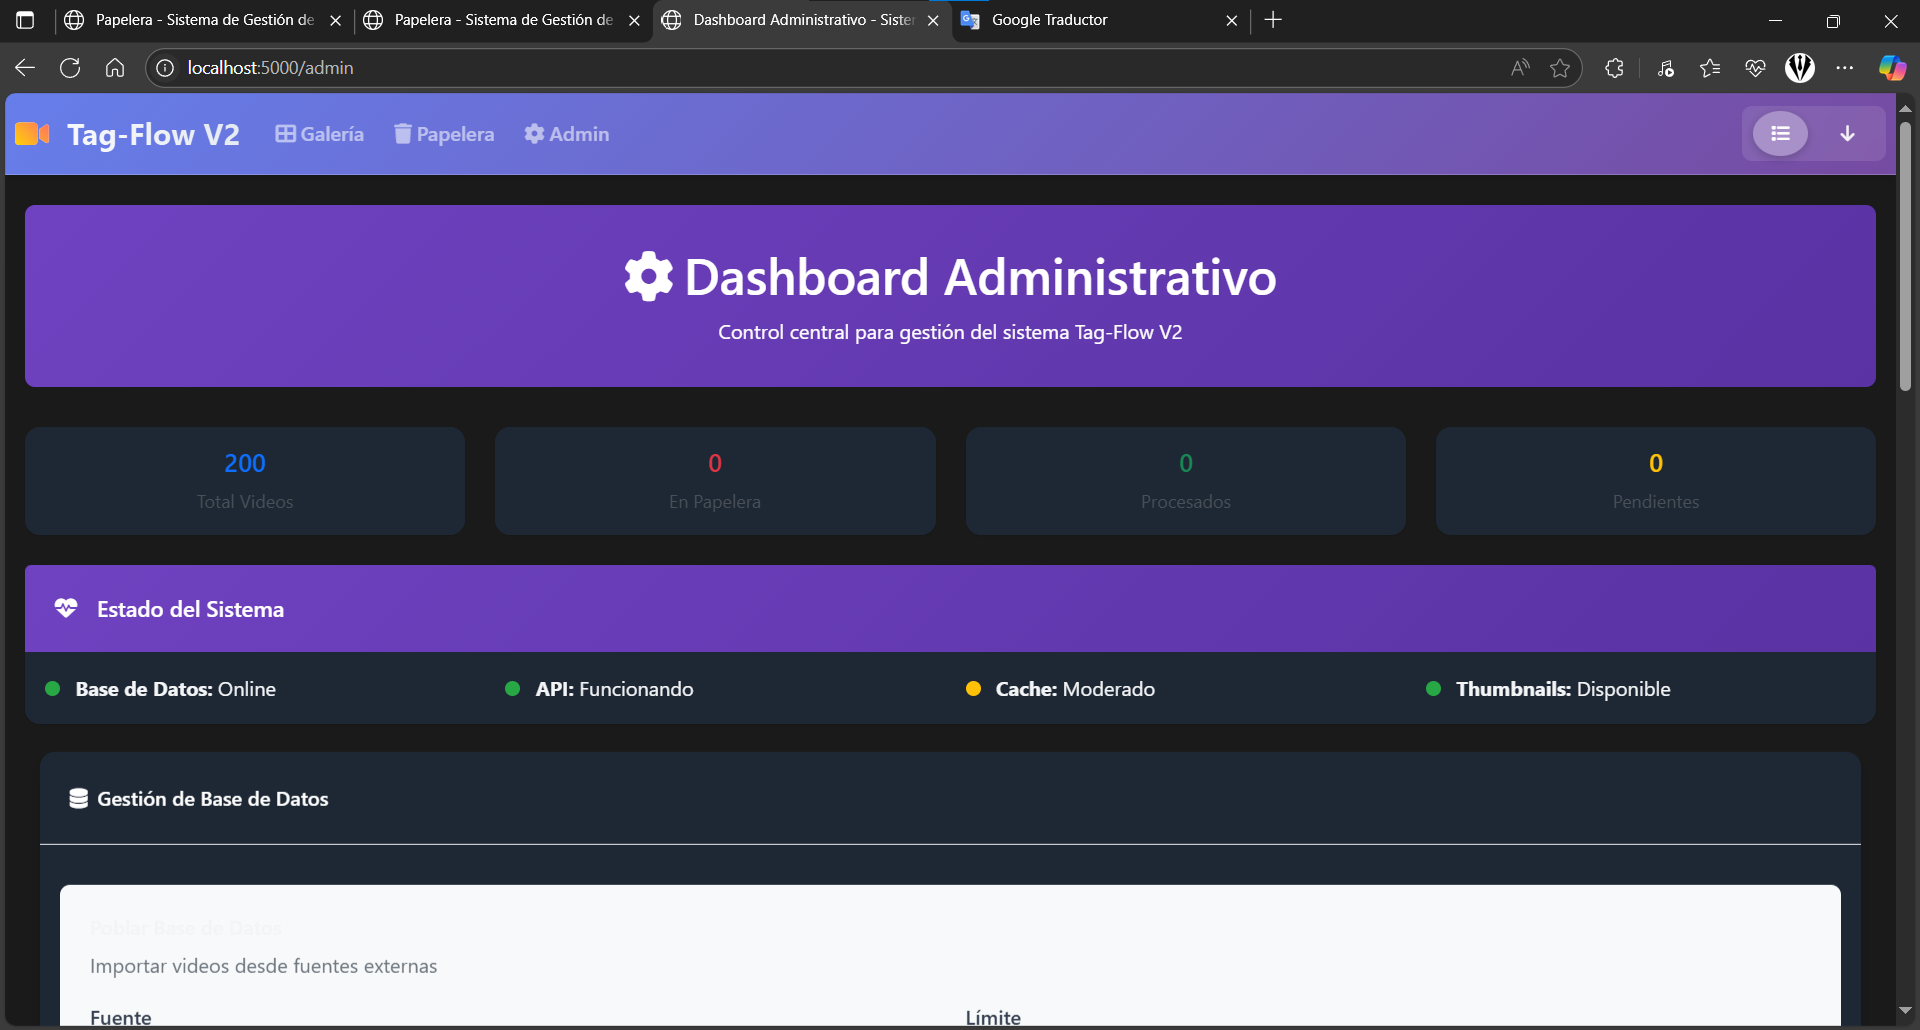 Papelera - Sistema de Gestión de
Papelera - Sistema de Gestión de
Dashboard Administrativo - Sister
Google Traductor
localhost:5000/admin
Tag-Flow V2
Galería
Papelera
Admin
Dashboard Administrativo
Control central para gestión del sistema Tag-Flow V2
200
Total Videos
0
En Papelera
0
Procesados
0
Pendientes
Estado del Sistema
Base de Datos: Online
API: Funcionando
Cache: Moderado
Thumbnails: Disponible
Gestión de Base de Datos
Poblar Base de Datos
Importar videos desde fuentes externas
Fuente
Límite